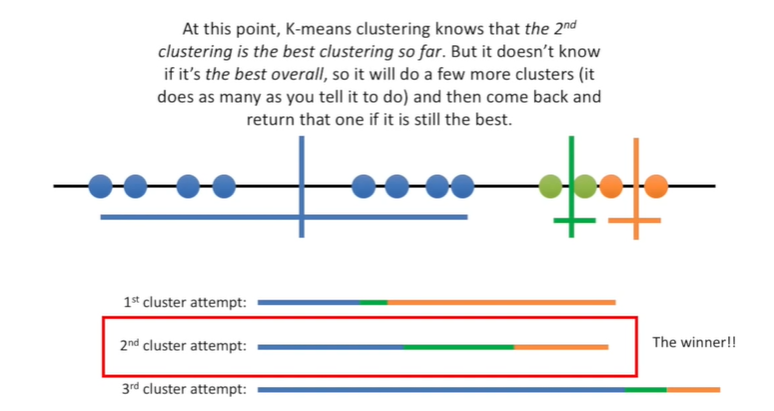 At this point, K-means clustering knows that the 2nd
clustering is the best clustering so far. But it doesn't know
if it's the best overall, so it will do a few more clusters (it
does as many as you tell it to do) and then come back and
return that one if it is still the best.
1st cluster attempt:
2nd cluster attempt:
The winner!!
3rd cluster attempt: